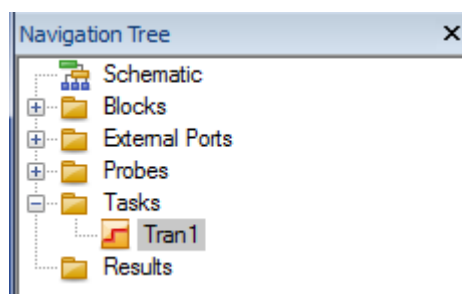 Navigation Tree
Schematic
Blocks
External Ports
Probes
Tasks
Tran1
Results